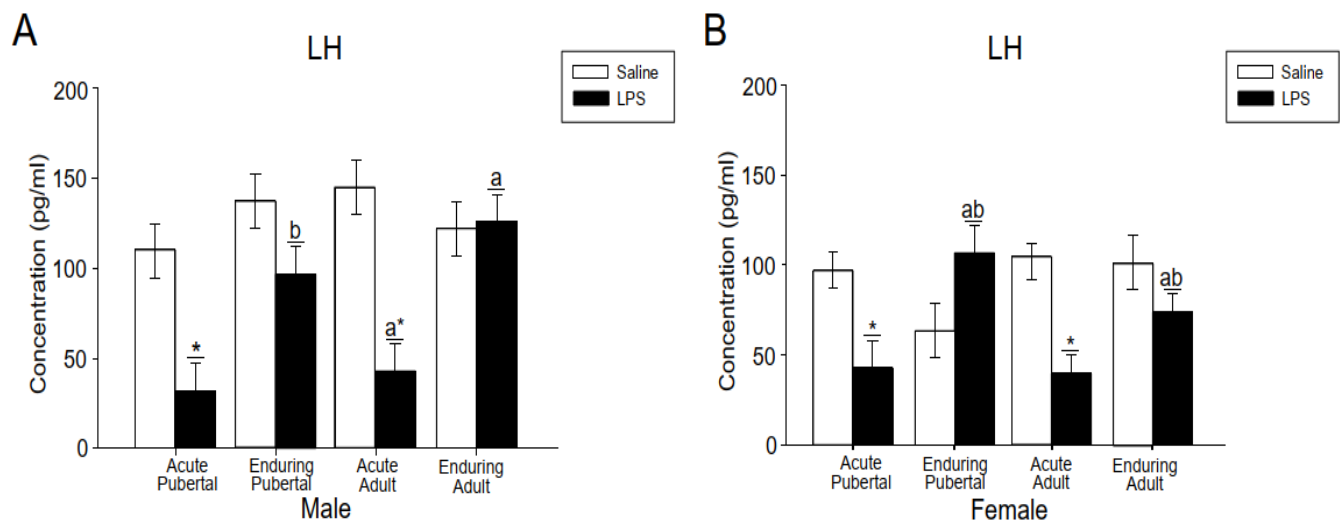 A
LH
Saline
LPS
Concentration (pg/ml)
200
150
100
50
0
*
b
a*
a
Acute
Pubertal
Enduring
Pubertal
Acute
Adult
Enduring
Adult
Male
B
LH
Saline
LPS
Concentration (pg/ml)
200
150
100
50
0
*
ab
*
ab
Acute
Pubertal
Enduring
Pubertal
Acute
Adult
Enduring
Adult
Female